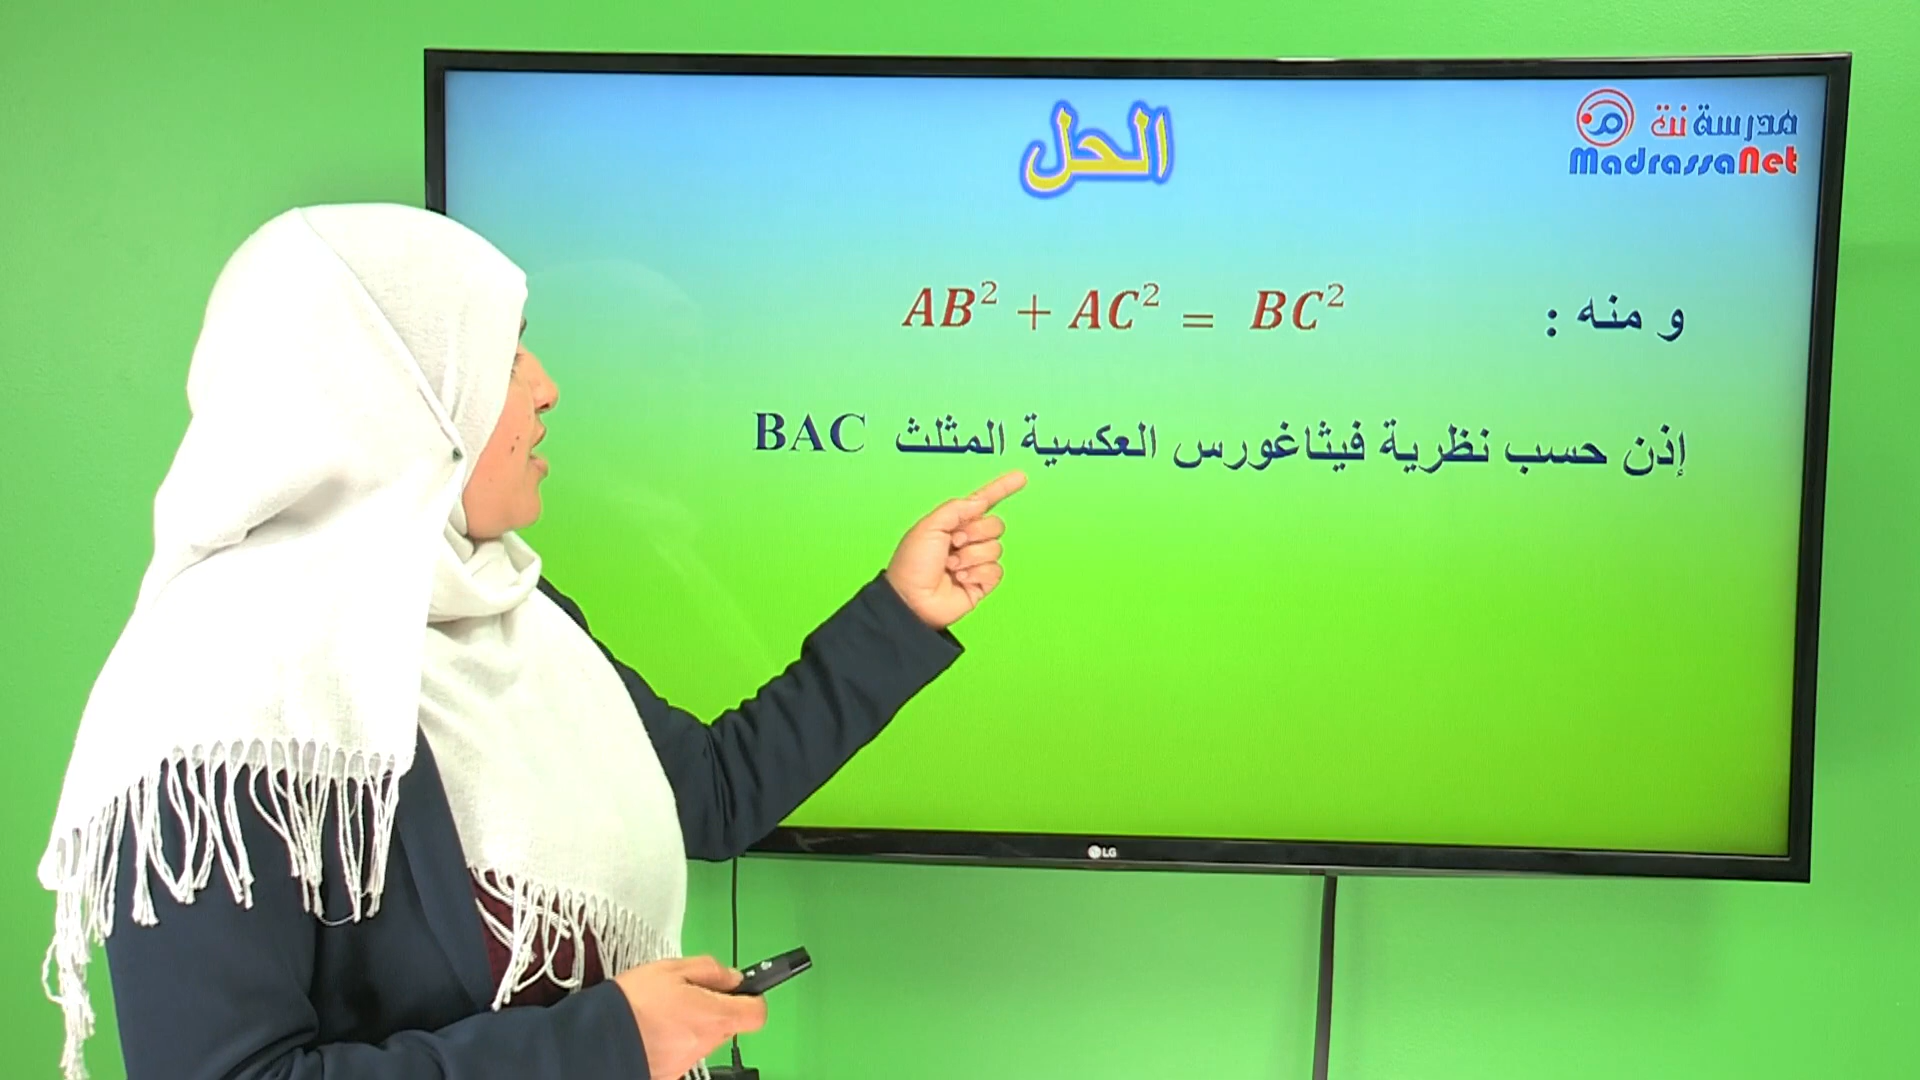 مدرسة نت
MadrassaNet
الحل
و منه : AB² + AC² = BC²
إذن حسب نظرية فيثاغورس العكسية المثلث BAC
LG